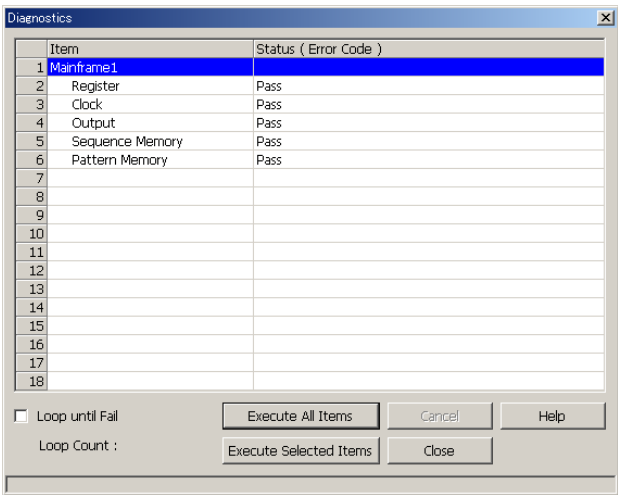 Diagnostics
Item Status ( Error Code )
1 Mainframe1
2 Register Pass
3 Clock Pass
4 Output Pass
5 Sequence Memory Pass
6 Pattern Memory Pass
7
8
9
10
11
12
13
14
15
16
17
18
Loop until Fail Execute All Items Cancel Help
Loop Count : Execute Selected Items Close